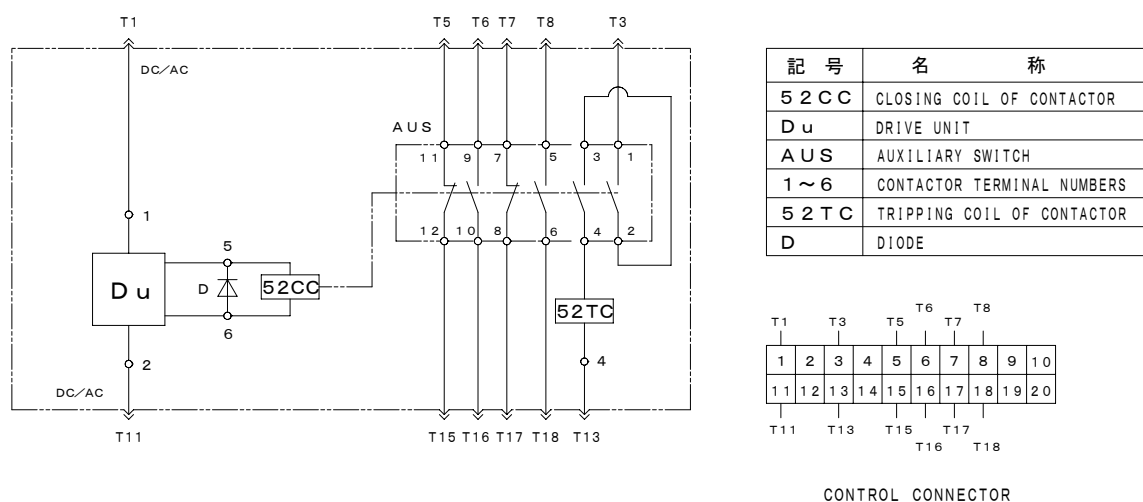 T1 T5 T6 T7 T8 T3
DC/AC
AUS
11 9 7 5 3 1
1
12 10 8 6 4 2
5
Du D 52CC
52TC
6
2 4
DC/AC
T11 T15 T16 T17 T18 T13
記号 名称
52CC CLOSING COIL OF CONTACTOR
Du DRIVE UNIT
AUS AUXILIARY SWITCH
1~6 CONTACTOR TERMINAL NUMBERS
52TC TRIPPING COIL OF CONTACTOR
D DIODE
T6 T8
T1 T3 T5 T7
1 2 3 4 5 6 7 8 9 10
11 12 13 14 15 16 17 18 19 20
T11 T13 T15 T17
T16 T18
CONTROL CONNECTOR